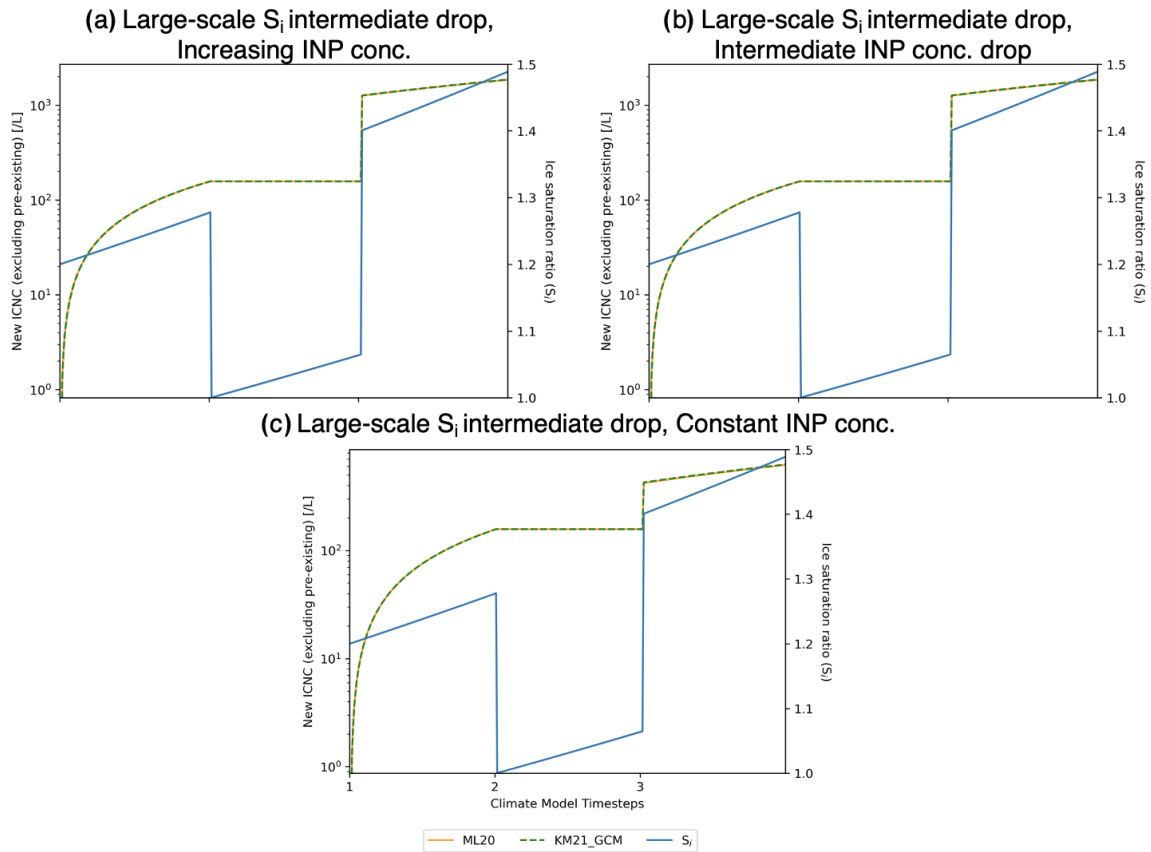 (a) Large-scale Si intermediate drop,
Increasing INP conc.
New ICNC (excluding pre-existing) [/L]
10³
10²
10¹
10⁰
1.5
1.4
1.3
1.2
1.1
1.0
Ice saturation ratio (Si)
(b) Large-scale Si intermediate drop,
Intermediate INP conc. drop
New ICNC (excluding pre-existing) [/L]
10³
10²
10¹
10⁰
1.5
1.4
1.3
1.2
1.1
1.0
Ice saturation ratio (Si)
(c) Large-scale Si intermediate drop, Constant INP conc.
New ICNC (excluding pre-existing) [/L]
10²
10¹
10⁰
1.5
1.4
1.3
1.2
1.1
1.0
Ice saturation ratio (Si)
1 2 3
Climate Model Timesteps
ML20 KM21_GCM Si